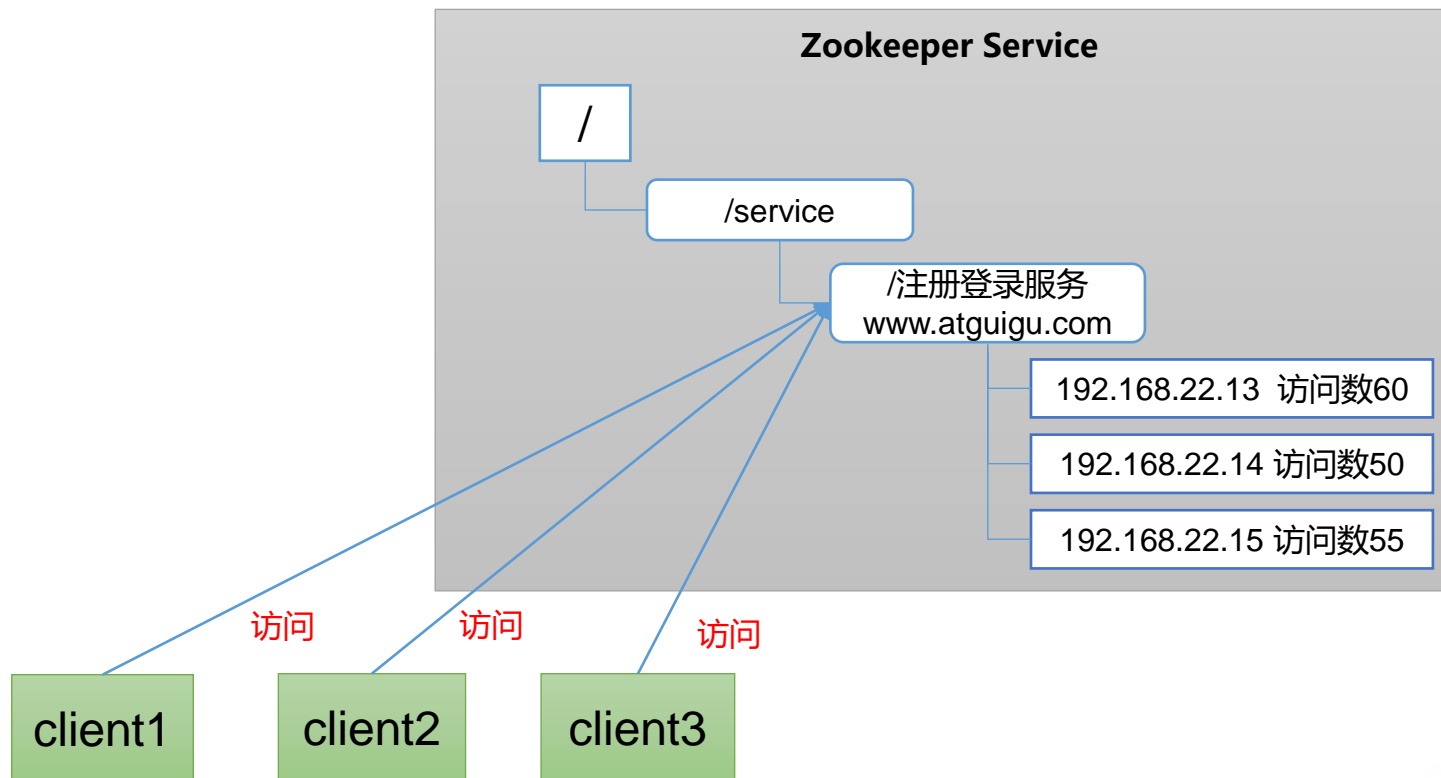 Zookeeper Service
/
/service
/注册登录服务
www.atguigu.com
192.168.22.13 访问数60
192.168.22.14 访问数50
192.168.22.15 访问数55
访问
访问
访问
client1
client2
client3